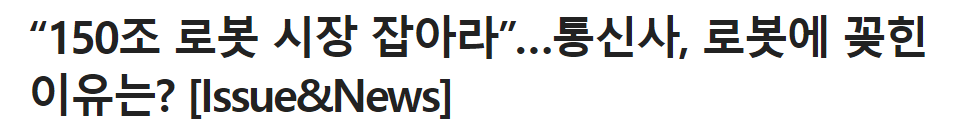 “150조 로봇 시장 잡아라”…통신사, 로봇에 꽂힌
이유는? [Issue&News]